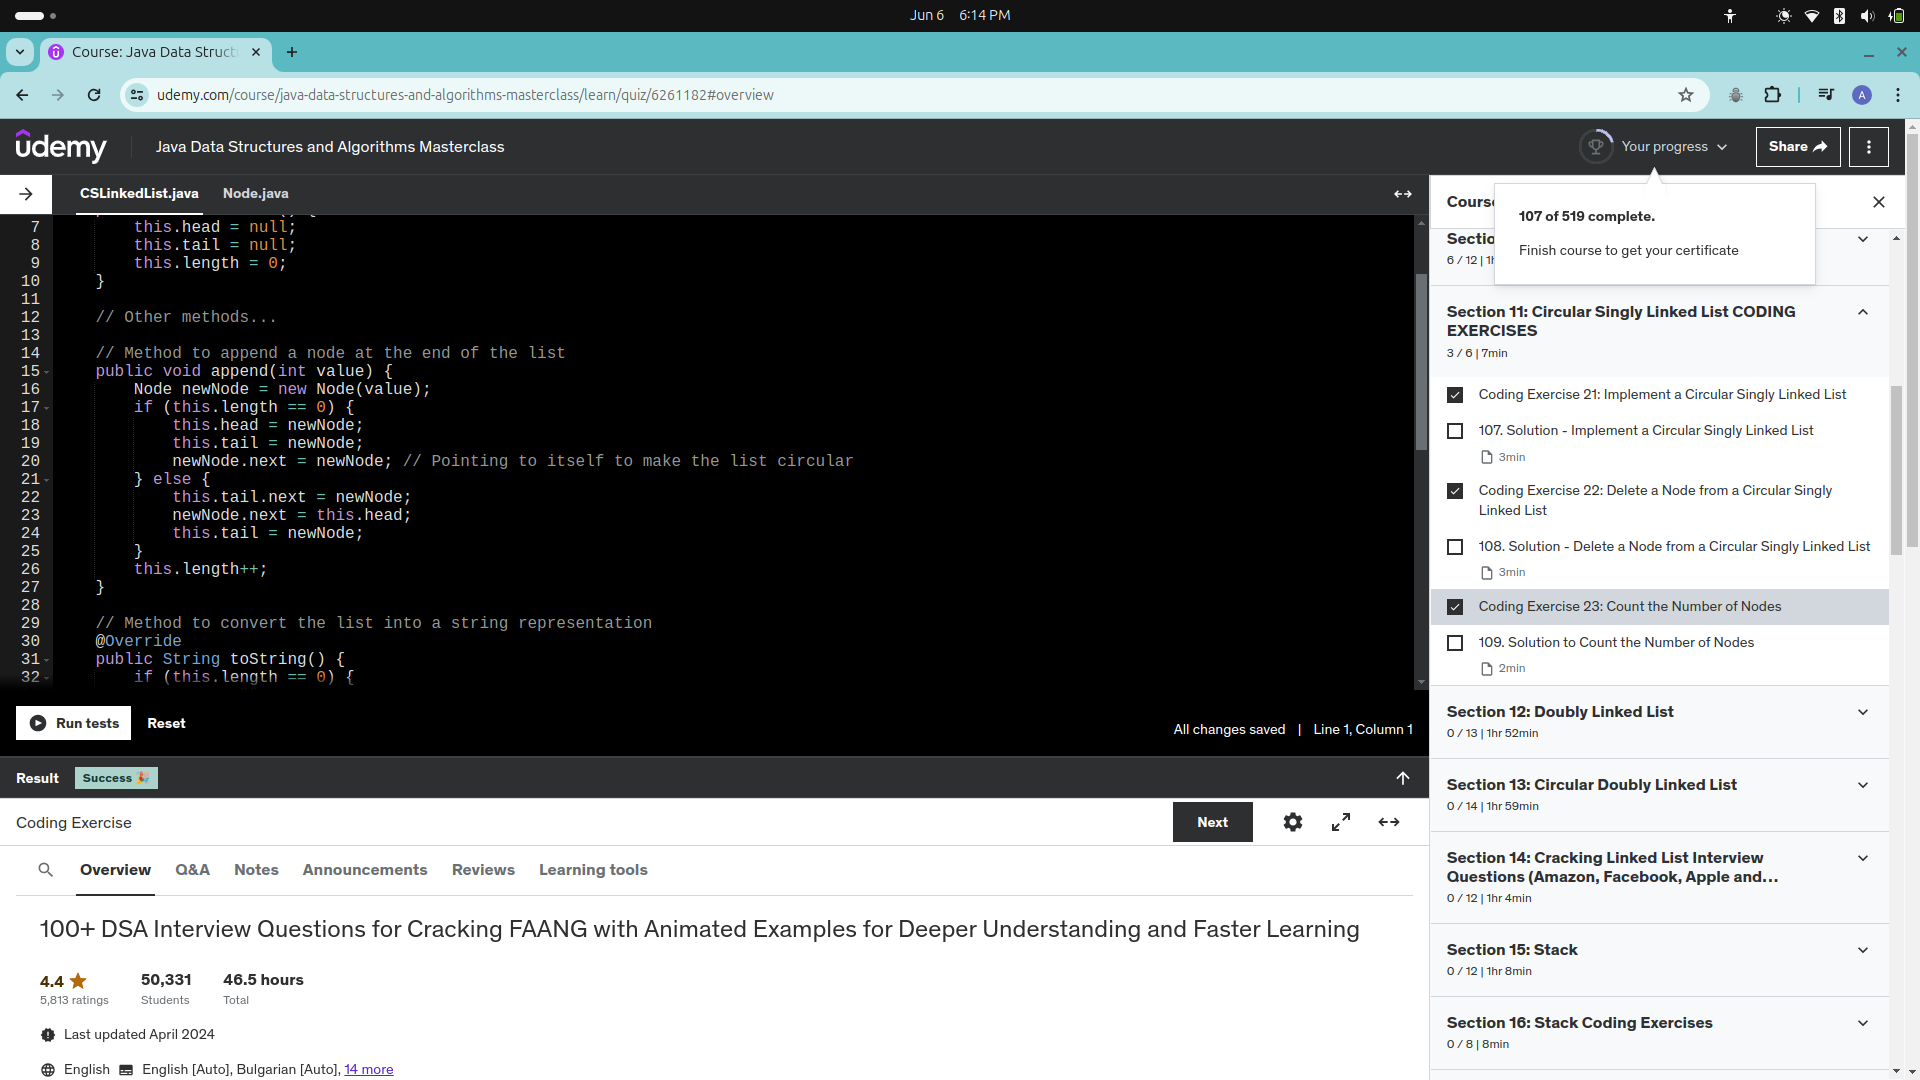 Jun 6 6:14 PM
Course: Java Data Struct
udemy.com/course/java-data-structures-and-algorithms-masterclass/learn/quiz/6261182#overview
A
udemy
Java Data Structures and Algorithms Masterclass
Your progress
Share
CSLinkedList.java Node.java
7 this.head = null;
8 this.tail = null;
9 this.length = 0;
10 }
11
12 // Other methods...
13
14 // Method to append a node at the end of the list
15 public void append(int value) {
16 Node newNode = new Node(value);
17 if (this.length == 0) {
18 this.head = newNode;
19 this.tail = newNode;
20 newNode.next = newNode; // Pointing to itself to make the list circular
21 } else {
22 this.tail.next = newNode;
23 newNode.next = this.head;
24 this.tail = newNode;
25 }
26 this.length++;
27 }
28
29 // Method to convert the list into a string representation
30 @Override
31 public String toString() {
32 if (this.length == 0) {
Run tests Reset
All changes saved | Line 1, Column 1
Result Success 🎉
Coding Exercise
Next
Overview Q&A Notes Announcements Reviews Learning tools
100+ DSA Interview Questions for Cracking FAANG with Animated Examples for Deeper Understanding and Faster Learning
4.4 50,331 46.5 hours
5,813 ratings Students Total
Last updated April 2024
English English [Auto], Bulgarian [Auto], 14 more
Cours
107 of 519 complete.
Finish course to get your certificate
Sectio
6 / 12 | 1h
Section 11: Circular Singly Linked List CODING
EXERCISES
3 / 6 | 7min
Coding Exercise 21: Implement a Circular Singly Linked List
107. Solution - Implement a Circular Singly Linked List
3min
Coding Exercise 22: Delete a Node from a Circular Singly
Linked List
108. Solution - Delete a Node from a Circular Singly Linked List
3min
Coding Exercise 23: Count the Number of Nodes
109. Solution to Count the Number of Nodes
2min
Section 12: Doubly Linked List
0 / 13 | 1hr 52min
Section 13: Circular Doubly Linked List
0 / 14 | 1hr 59min
Section 14: Cracking Linked List Interview
Questions (Amazon, Facebook, Apple and...
0 / 12 | 1hr 4min
Section 15: Stack
0 / 12 | 1hr 8min
Section 16: Stack Coding Exercises
0 / 8 | 8min